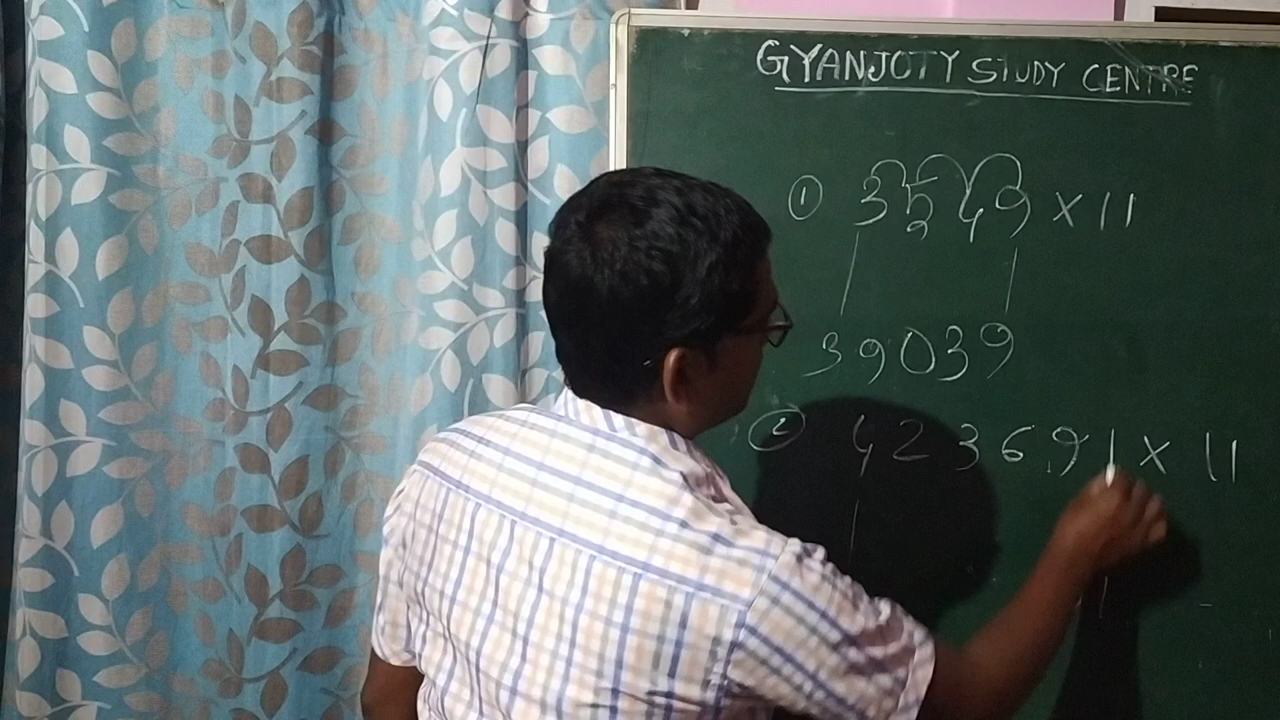 GYANJOTY STUDY CENTRE
① 3549 × 11
39039
② 423691 × 11